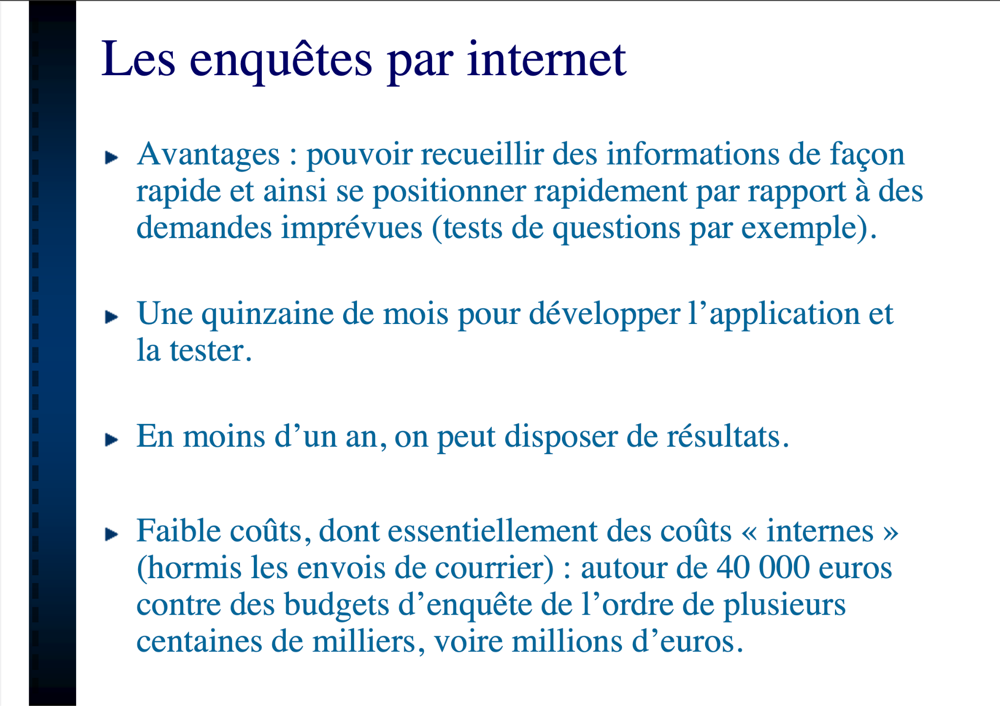 Les enquêtes par internet
Avantages : pouvoir recueillir des informations de façon
rapide et ainsi se positionner rapidement par rapport à des
demandes imprévues (tests de questions par exemple).
Une quinzaine de mois pour développer l’application et
la tester.
En moins d’un an, on peut disposer de résultats.
Faible coûts, dont essentiellement des coûts « internes »
(hormis les envois de courrier) : autour de 40 000 euros
contre des budgets d’enquête de l’ordre de plusieurs
centaines de milliers, voire millions d’euros.